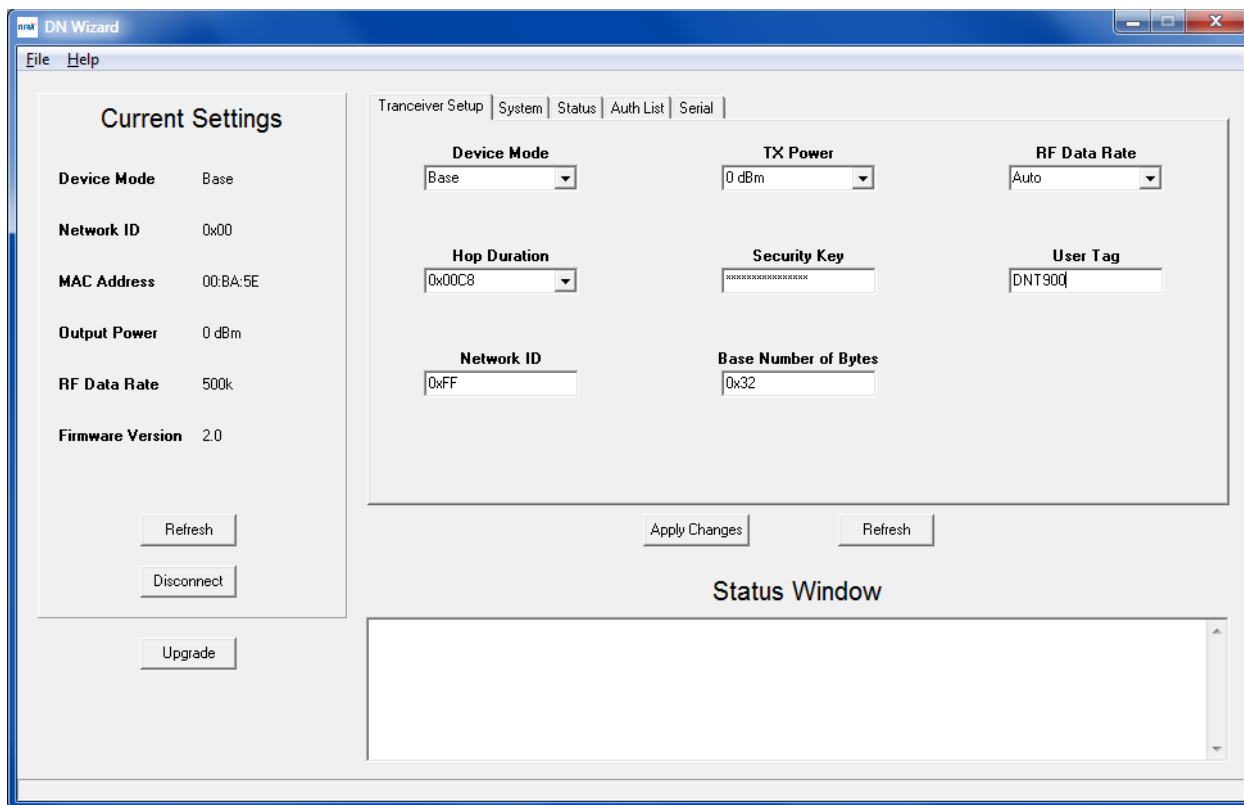 RFM DN Wizard
File Help
Current Settings
Device Mode Base
Network ID 0x00
MAC Address 00:BA:5E
Output Power 0 dBm
RF Data Rate 500k
Firmware Version 2.0
Refresh
Disconnect
Upgrade
Tranceiver Setup System Status Auth List Serial
Device Mode TX Power RF Data Rate
Base 0 dBm Auto
Hop Duration Security Key User Tag
0x00C8 **************** DNT900
Network ID Base Number of Bytes
0xFF 0x32
Apply Changes Refresh
Status Window